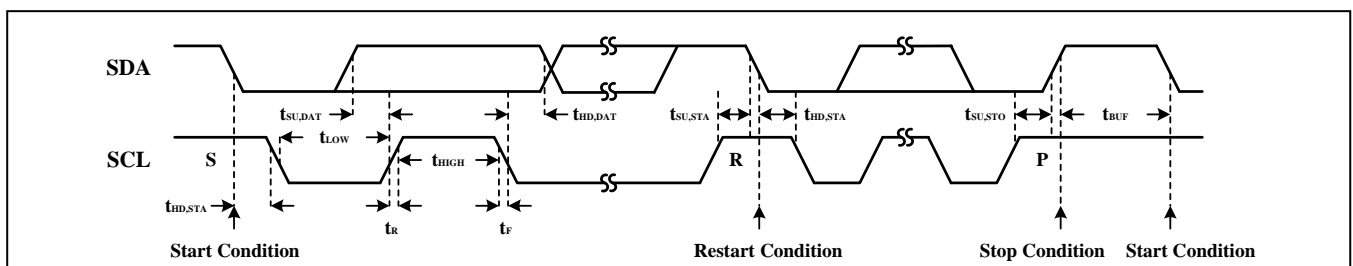 SDA
tSU,DAT tHD,DAT tSU,STA tHD,STA tSU,STO tBUF
tLOW
SCL S tHIGH R P
tHD,STA
tR tF
Start Condition Restart Condition Stop Condition Start Condition